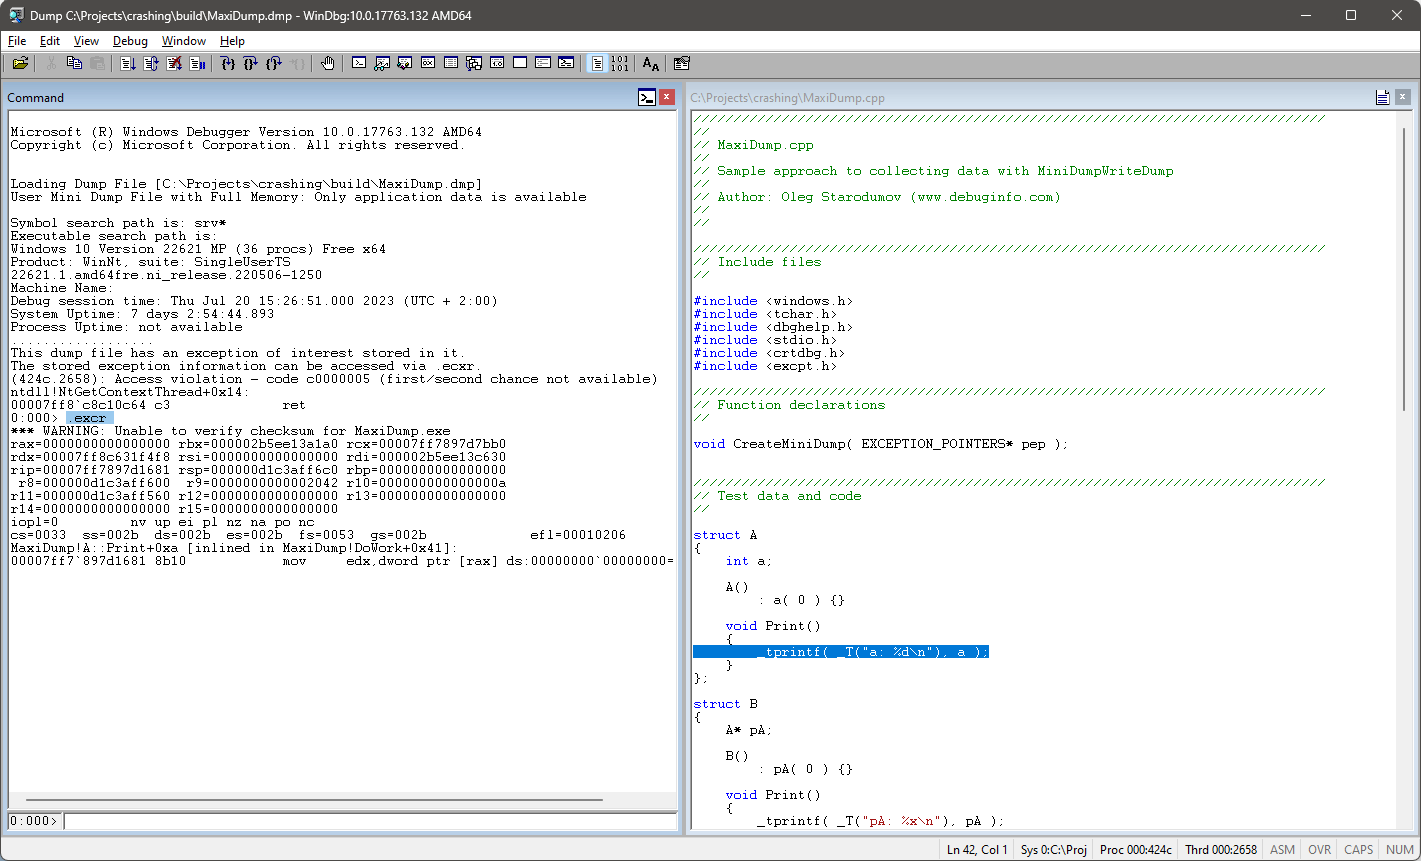 Dump C:\Projects\crashing\build\MaxiDump.dmp - WinDbg:10.0.17763.132 AMD64
File Edit View Debug Window Help
Command
Microsoft (R) Windows Debugger Version 10.0.17763.132 AMD64
Copyright (c) Microsoft Corporation. All rights reserved.
Loading Dump File [C:\Projects\crashing\build\MaxiDump.dmp]
User Mini Dump File with Full Memory: Only application data is available
Symbol search path is: srv*
Executable search path is:
Windows 10 Version 22621 MP (36 procs) Free x64
Product: WinNt, suite: SingleUserTS
22621.1.amd64fre.ni_release.220506-1250
Machine Name:
Debug session time: Thu Jul 20 15:26:51.000 2023 (UTC + 2:00)
System Uptime: 7 days 2:54:44.893
Process Uptime: not available
..................
This dump file has an exception of interest stored in it.
The stored exception information can be accessed via .ecxr.
(424c.2658): Access violation - code c0000005 (first/second chance not available)
ntdll!NtGetContextThread+0x14:
00007ff8`c8c10c64 c3              ret
0:000> .excr
*** WARNING: Unable to verify checksum for MaxiDump.exe
rax=0000000000000000 rbx=000002b5ee13a1a0 rcx=00007ff7897d7bb0
rdx=00007ff8c631f4f8 rsi=0000000000000000 rdi=000002b5ee13c630
rip=00007ff7897d1681 rsp=000000d1c3aff6c0 rbp=0000000000000000
 r8=000000d1c3aff600  r9=0000000000002042 r10=000000000000000a
r11=000000d1c3aff560 r12=0000000000000000 r13=0000000000000000
r14=0000000000000000 r15=0000000000000000
iopl=0         nv up ei pl nz na po nc
cs=0033  ss=002b  ds=002b  es=002b  fs=0053  gs=002b             efl=00010206
MaxiDump!A::Print+0xa [inlined in MaxiDump!DoWork+0x41]:
00007ff7`897d1681 8b10            mov     edx,dword ptr [rax] ds:00000000`00000000=
0:000>
C:\Projects\crashing\MaxiDump.cpp
///////////////////////////////////////////////////////////////////////////////
//
// MaxiDump.cpp
//
// Sample approach to collecting data with MiniDumpWriteDump
//
// Author: Oleg Starodumov (www.debuginfo.com)
//
//
///////////////////////////////////////////////////////////////////////////////
// Include files
//
#include <windows.h>
#include <tchar.h>
#include <dbghelp.h>
#include <stdio.h>
#include <crtdbg.h>
#include <excpt.h>
///////////////////////////////////////////////////////////////////////////////
// Function declarations
//
void CreateMiniDump( EXCEPTION_POINTERS* pep );
///////////////////////////////////////////////////////////////////////////////
// Test data and code
//
struct A
{
    int a;
    A()
        : a( 0 ) {}
    void Print()
    {
        _tprintf( _T("a: %d\n"), a );
    }
};
struct B
{
    A* pA;
    B()
        : pA( 0 ) {}
    void Print()
    {
        _tprintf( _T("pA: %x\n"), pA );
Ln 42, Col 1 Sys 0:C:\Proj Proc 000:424c Thrd 000:2658 ASM OVR CAPS NUM